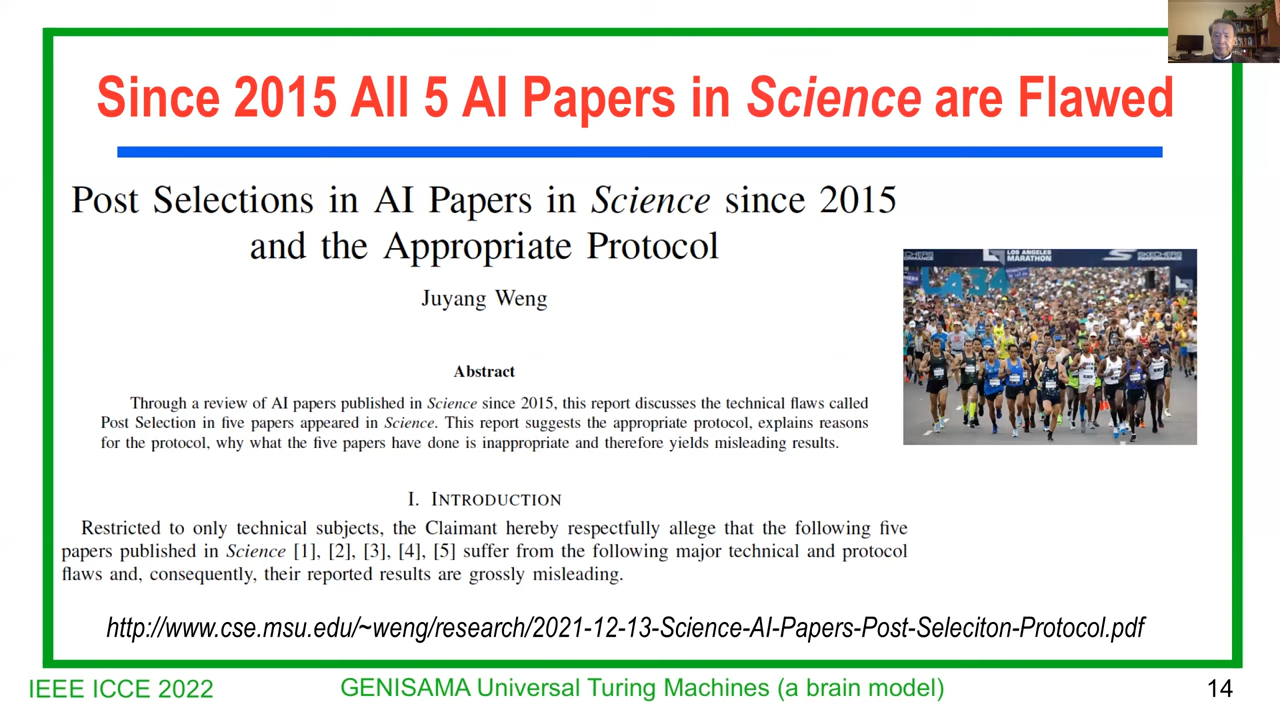 Since 2015 All 5 AI Papers in Science are Flawed
Post Selections in AI Papers in Science since 2015
and the Appropriate Protocol
Juyang Weng
Abstract
Through a review of AI papers published in Science since 2015, this report discusses the technical flaws called
Post Selection in five papers appeared in Science. This report suggests the appropriate protocol, explains reasons
for the protocol, why what the five papers have done is inappropriate and therefore yields misleading results.
I. INTRODUCTION
Restricted to only technical subjects, the Claimant hereby respectfully allege that the following five
papers published in Science [1], [2], [3], [4], [5] suffer from the following major technical and protocol
flaws and, consequently, their reported results are grossly misleading.
SKECHERS
PERFORMANCE
LOS ANGELES
MARATHON
SKECHERS
PERFORMANCE
LA34
http://www.cse.msu.edu/~weng/research/2021-12-13-Science-AI-Papers-Post-Seleciton-Protocol.pdf
IEEE ICCE 2022
GENISAMA Universal Turing Machines (a brain model)
14